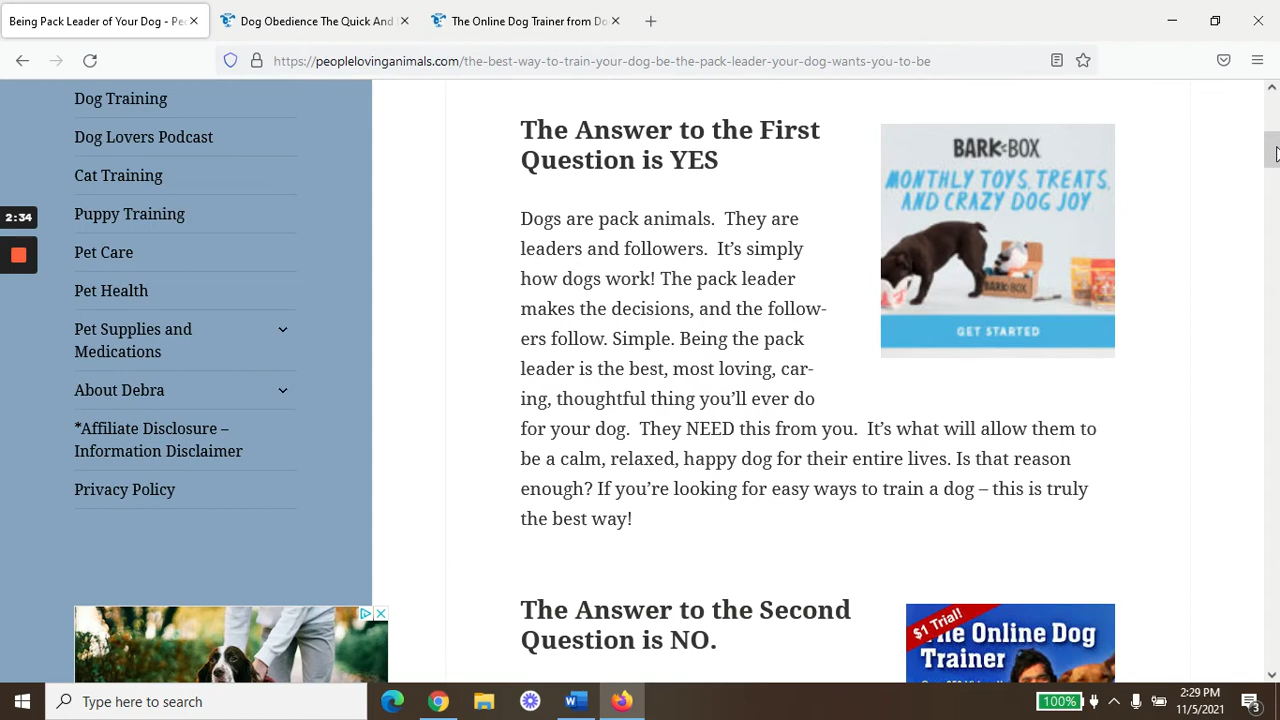 Being Pack Leader of Your Dog - Peo
Dog Obedience The Quick And
The Online Dog Trainer from Do
https://peoplelovinganimals.com/the-best-way-to-train-your-dog-be-the-pack-leader-your-dog-wants-you-to-be
Dog Training
Dog Lovers Podcast
Cat Training
Puppy Training
Pet Care
Pet Health
Pet Supplies and
Medications
About Debra
*Affiliate Disclosure –
Information Disclaimer
Privacy Policy
2:34
The Answer to the First
Question is YES
Dogs are pack animals.  They are
leaders and followers.  It’s simply
how dogs work! The pack leader
makes the decisions, and the follow-
ers follow. Simple. Being the pack
leader is the best, most loving, car-
ing, thoughtful thing you’ll ever do
for your dog.  They NEED this from you.  It’s what will allow them to
be a calm, relaxed, happy dog for their entire lives. Is that reason
enough? If you’re looking for easy ways to train a dog – this is truly
the best way!
BARK BOX
MONTHLY TOYS, TREATS,
AND CRAZY DOG JOY
BARK BOX
GET STARTED
The Answer to the Second
Question is NO.
$1 Trial!
The Online Dog
Trainer
Type here to search
100%
2:29 PM
11/5/2021
3